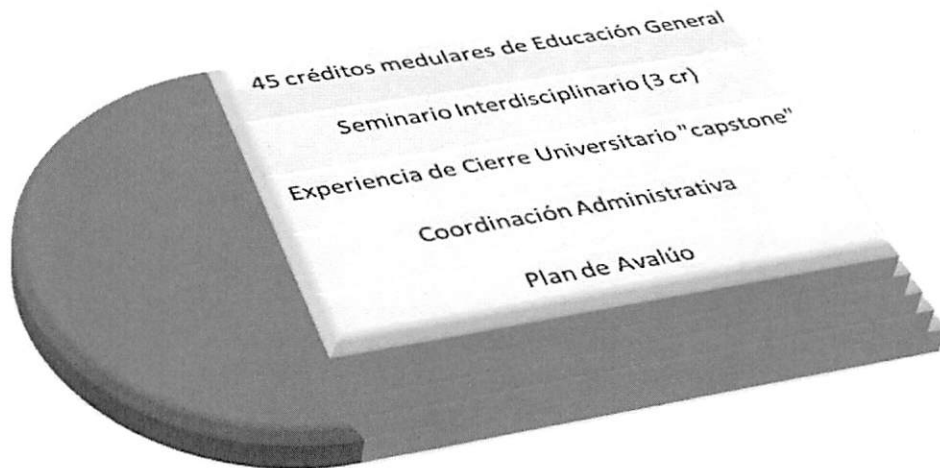 45 créditos medulares de Educación General
Seminario Interdisciplinario (3 cr)
Experiencia de Cierre Universitario "capstone"
Coordinación Administrativa
Plan de Avalúo